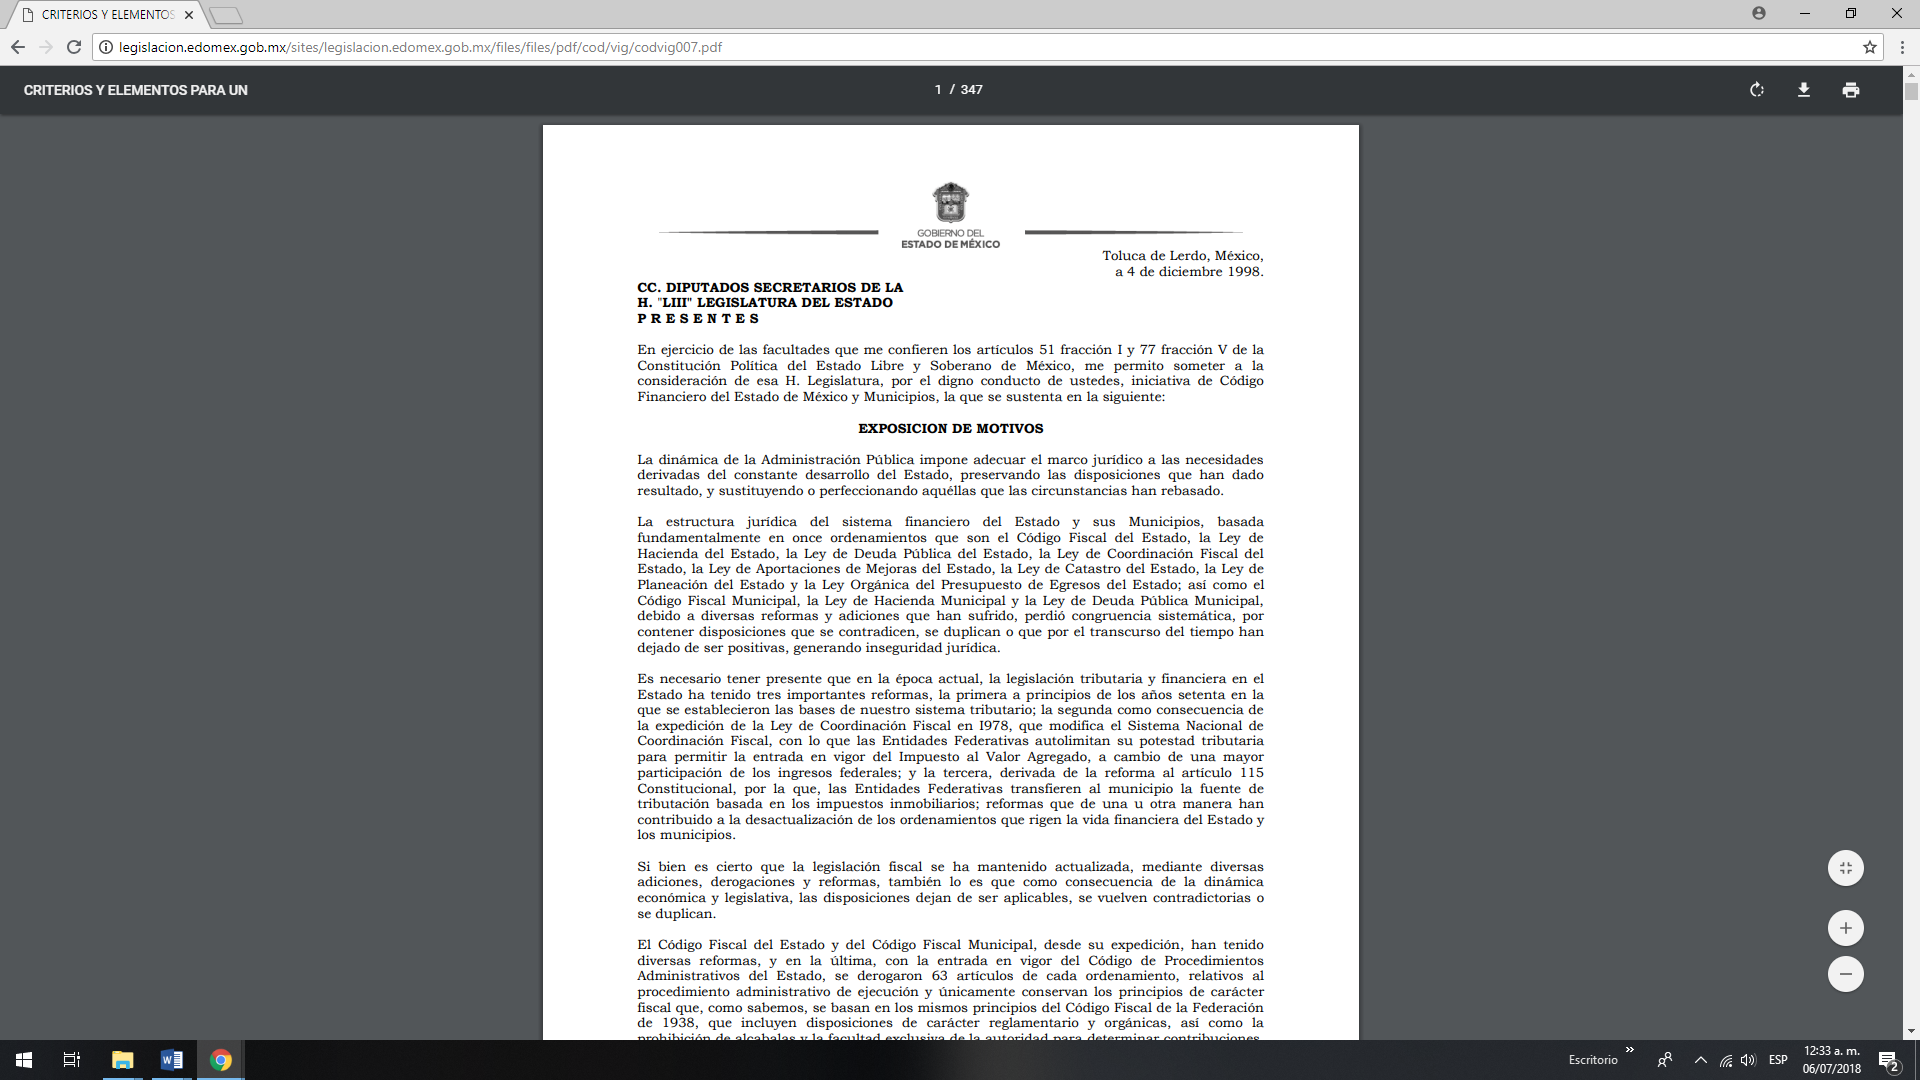 CRITERIOS Y ELEMENTOS
legislacion.edomex.gob.mx/sites/legislacion.edomex.gob.mx/files/files/pdf/cod/vig/codvig007.pdf
CRITERIOS Y ELEMENTOS PARA UN
1 / 347
GOBIERNO DEL
ESTADO DE MÉXICO
Toluca de Lerdo, México,
a 4 de diciembre 1998.
CC. DIPUTADOS SECRETARIOS DE LA
H. "LIII" LEGISLATURA DEL ESTADO
P R E S E N T E S
En ejercicio de las facultades que me confieren los artículos 51 fracción I y 77 fracción V de la
Constitución Política del Estado Libre y Soberano de México, me permito someter a la
consideración de esa H. Legislatura, por el digno conducto de ustedes, iniciativa de Código
Financiero del Estado de México y Municipios, la que se sustenta en la siguiente:
EXPOSICION DE MOTIVOS
La dinámica de la Administración Pública impone adecuar el marco jurídico a las necesidades
derivadas del constante desarrollo del Estado, preservando las disposiciones que han dado
resultado, y sustituyendo o perfeccionando aquéllas que las circunstancias han rebasado.
La estructura jurídica del sistema financiero del Estado y sus Municipios, basada
fundamentalmente en once ordenamientos que son el Código Fiscal del Estado, la Ley de
Hacienda del Estado, la Ley de Deuda Pública del Estado, la Ley de Coordinación Fiscal del
Estado, la Ley de Aportaciones de Mejoras del Estado, la Ley de Catastro del Estado, la Ley de
Planeación del Estado y la Ley Orgánica del Presupuesto de Egresos del Estado; así como el
Código Fiscal Municipal, la Ley de Hacienda Municipal y la Ley de Deuda Pública Municipal,
debido a diversas reformas y adiciones que han sufrido, perdió congruencia sistemática, por
contener disposiciones que se contradicen, se duplican o que por el transcurso del tiempo han
dejado de ser positivas, generando inseguridad jurídica.
Es necesario tener presente que en la época actual, la legislación tributaria y financiera en el
Estado ha tenido tres importantes reformas, la primera a principios de los años setenta en la
que se establecieron las bases de nuestro sistema tributario; la segunda como consecuencia de
la expedición de la Ley de Coordinación Fiscal en I978, que modifica el Sistema Nacional de
Coordinación Fiscal, con lo que las Entidades Federativas autolimitan su potestad tributaria
para permitir la entrada en vigor del Impuesto al Valor Agregado, a cambio de una mayor
participación de los ingresos federales; y la tercera, derivada de la reforma al artículo 115
Constitucional, por la que, las Entidades Federativas transfieren al municipio la fuente de
tributación basada en los impuestos inmobiliarios; reformas que de una u otra manera han
contribuido a la desactualización de los ordenamientos que rigen la vida financiera del Estado y
los municipios.
Si bien es cierto que la legislación fiscal se ha mantenido actualizada, mediante diversas
adiciones, derogaciones y reformas, también lo es que como consecuencia de la dinámica
económica y legislativa, las disposiciones dejan de ser aplicables, se vuelven contradictorias o
se duplican.
El Código Fiscal del Estado y del Código Fiscal Municipal, desde su expedición, han tenido
diversas reformas, y en la última, con la entrada en vigor del Código de Procedimientos
Administrativos del Estado, se derogaron 63 artículos de cada ordenamiento, relativos al
procedimiento administrativo de ejecución y únicamente conservan los principios de carácter
fiscal que, como sabemos, se basan en los mismos principios del Código Fiscal de la Federación
de 1938, que incluyen disposiciones de carácter reglamentario y orgánicas, así como la
prohibición de alcabalas y la facultad exclusiva de la autoridad para determinar contribuciones,
Escritorio
ESP
12:33 a. m.
06/07/2018
2